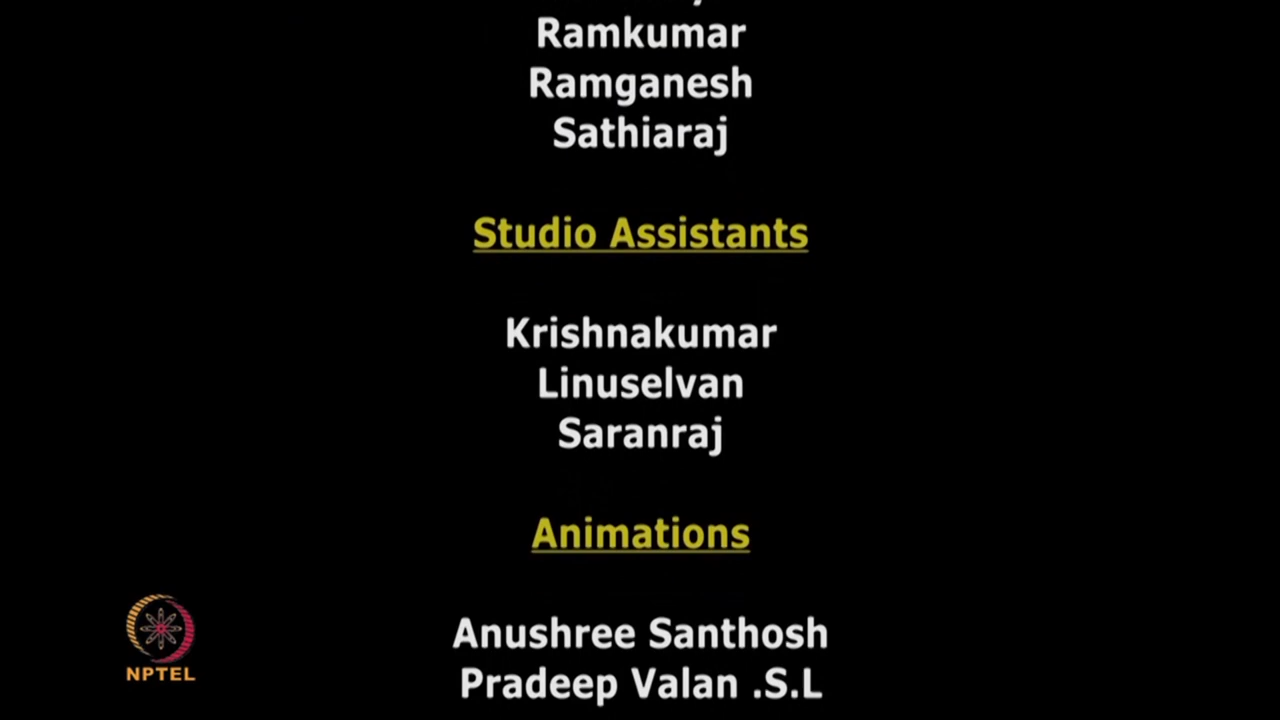 Ramkumar
Ramganesh
Sathiaraj
Studio Assistants
Krishnakumar
Linuselvan
Saranraj
Animations
Anushree Santhosh
Pradeep Valan .S.L
NPTEL